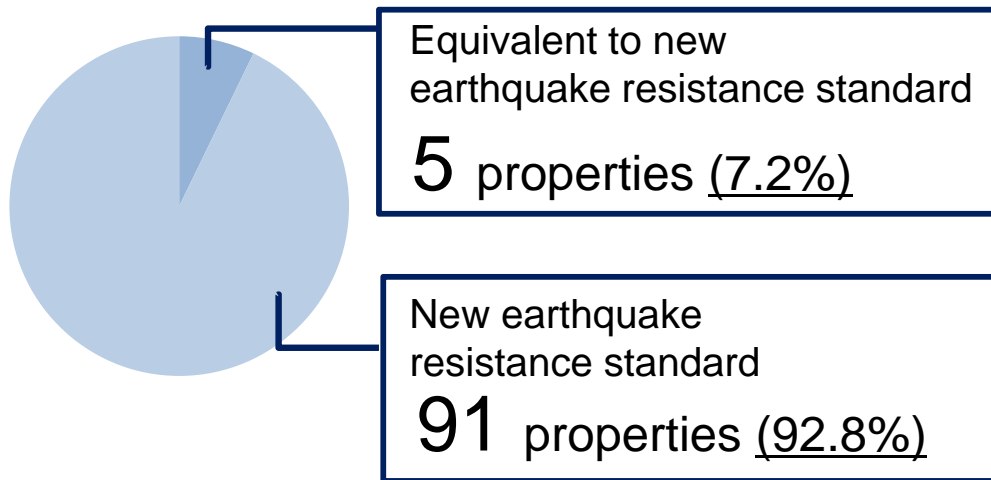 Equivalent to new
earthquake resistance standard
5 properties (7.2%)
New earthquake
resistance standard
91 properties (92.8%)